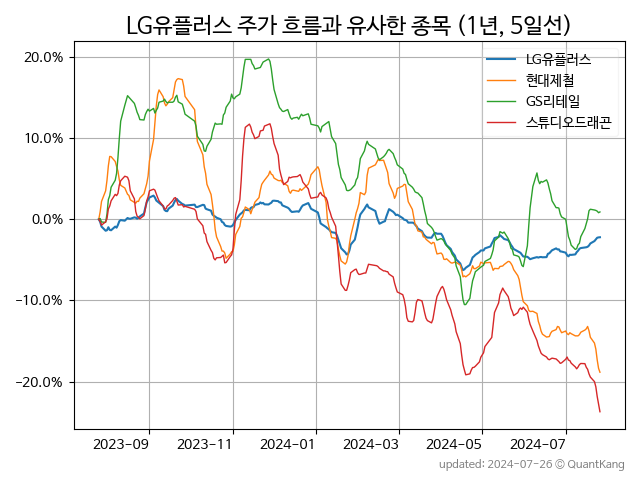 LG유플러스 주가 흐름과 유사한 종목 (1년, 5일선)
LG유플러스
현대제철
GS리테일
스튜디오드래곤
20.0%
10.0%
0.0%
−10.0%
−20.0%
2023-09 2023-11 2024-01 2024-03 2024-05 2024-07
updated: 2024-07-26 © QuantKang